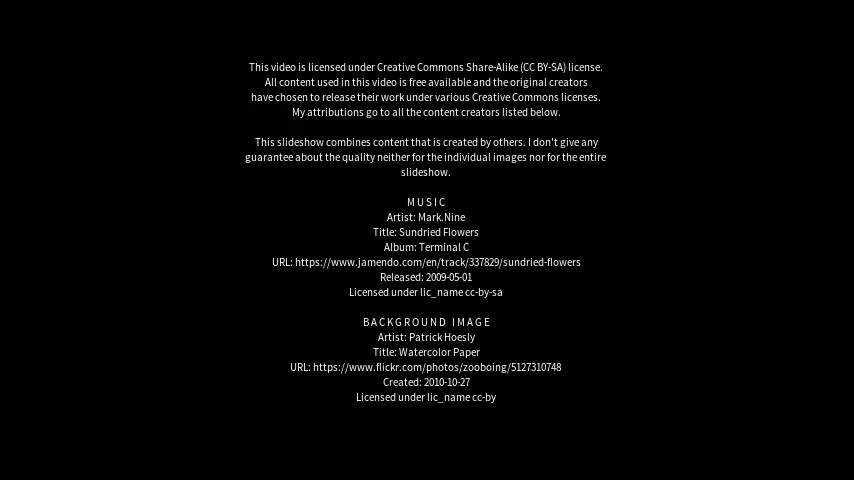 This video is licensed under Creative Commons Share-Alike (CC BY-SA) license.
All content used in this video is free available and the original creators
have chosen to release their work under various Creative Commons licenses.
My attributions go to all the content creators listed below.
This slideshow combines content that is created by others. I don't give any
guarantee about the quality neither for the individual images nor for the entire
slideshow.
MUSIC
Artist: Mark.Nine
Title: Sundried Flowers
Album: Terminal C
URL: https://www.jamendo.com/en/track/337829/sundried-flowers
Released: 2009-05-01
Licensed under lic_name cc-by-sa
BACKGROUND IMAGE
Artist: Patrick Hoesly
Title: Watercolor Paper
URL: https://www.flickr.com/photos/zooboing/5127310748
Created: 2010-10-27
Licensed under lic_name cc-by